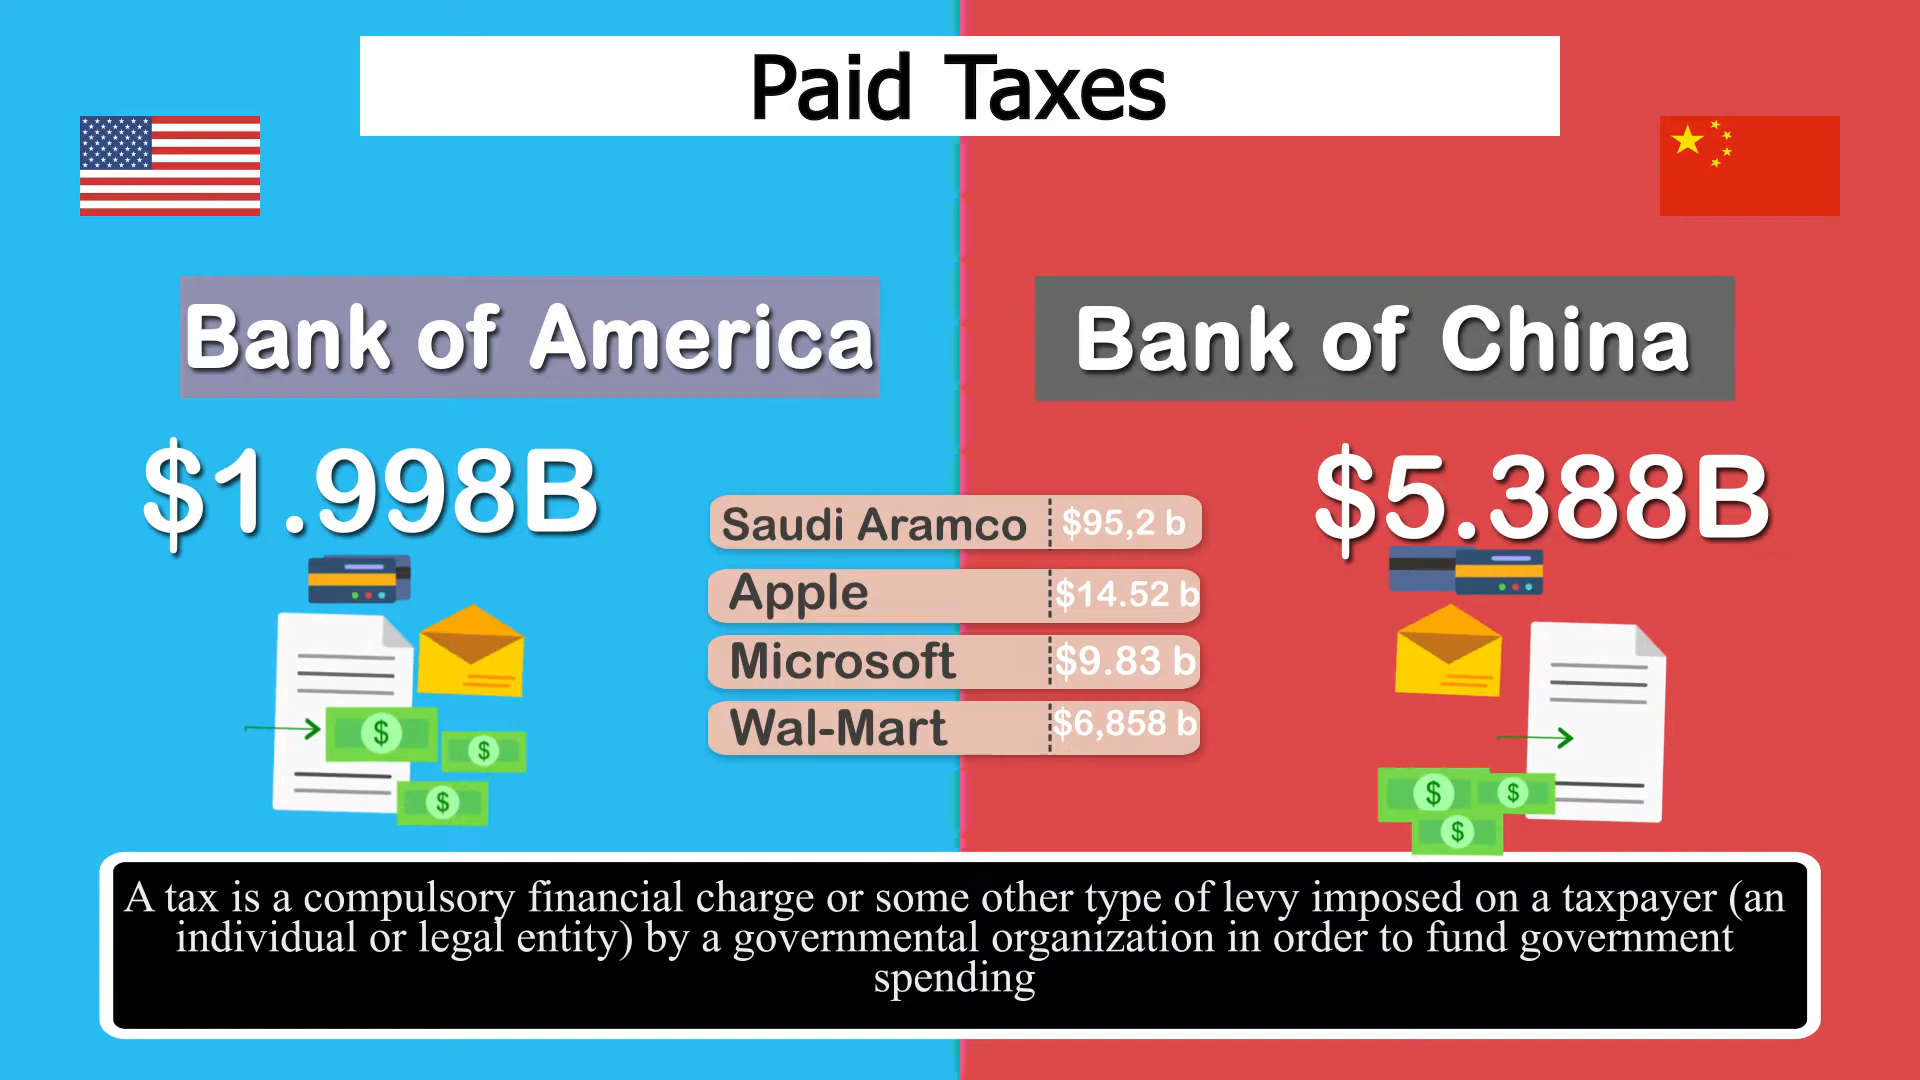 Paid Taxes
Bank of America
Bank of China
$1.998B
$5.388B
Saudi Aramco $95,2 b
Apple $14.52 b
Microsoft $9.83 b
Wal-Mart $6,858 b
$
$
$
$
$
$
A tax is a compulsory financial charge or some other type of levy imposed on a taxpayer (an
individual or legal entity) by a governmental organization in order to fund government
spending